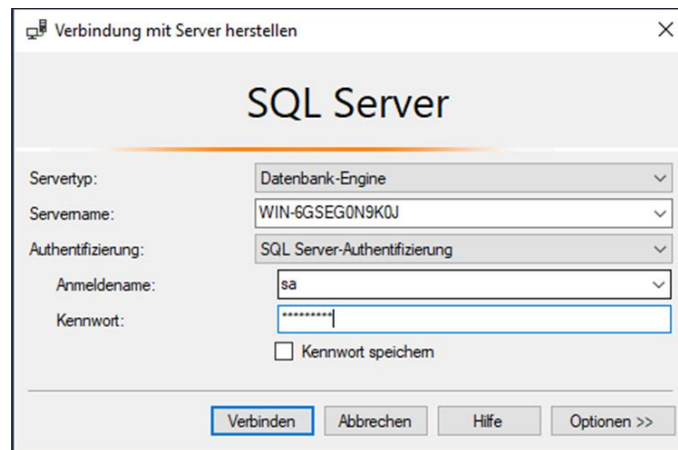 Verbindung mit Server herstellen
SQL Server
Servertyp: Datenbank-Engine
Servername: WIN-6GSEG0N9K0J
Authentifizierung: SQL Server-Authentifizierung
Anmeldename: sa
Kennwort: *********
Kennwort speichern
Verbinden Abbrechen Hilfe Optionen >>